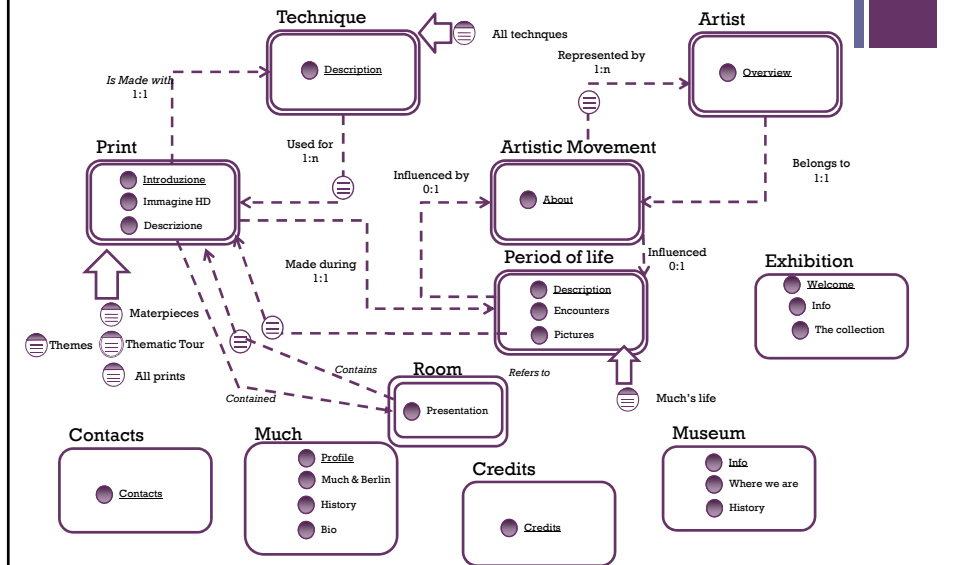 Technique
All technques
Description
Artist
Overview
Represented by
1:n
Is Made with
1:1
Used for
1:n
Print
Introduzione
Immagine HD
Descrizione
Influenced by
0:1
Artistic Movement
About
Belongs to
1:1
Made during
1:1
Influenced
0:1
Period of life
Description
Encounters
Pictures
Exhibition
Welcome
Info
The collection
Materpieces
Themes
Thematic Tour
All prints
Contains
Contained
Room
Presentation
Refers to
Much's life
Contacts
Contacts
Much
Profile
Much & Berlin
History
Bio
Credits
Credits
Museum
Info
Where we are
History